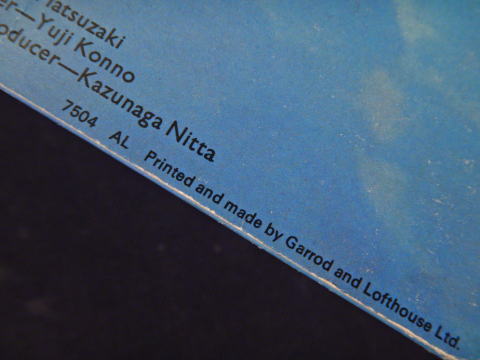 Matsuzaki
er—Yuji Konno
oducer—Kazunaga Nitta
7504 AL Printed and made by Garrod and Lofthouse Ltd.